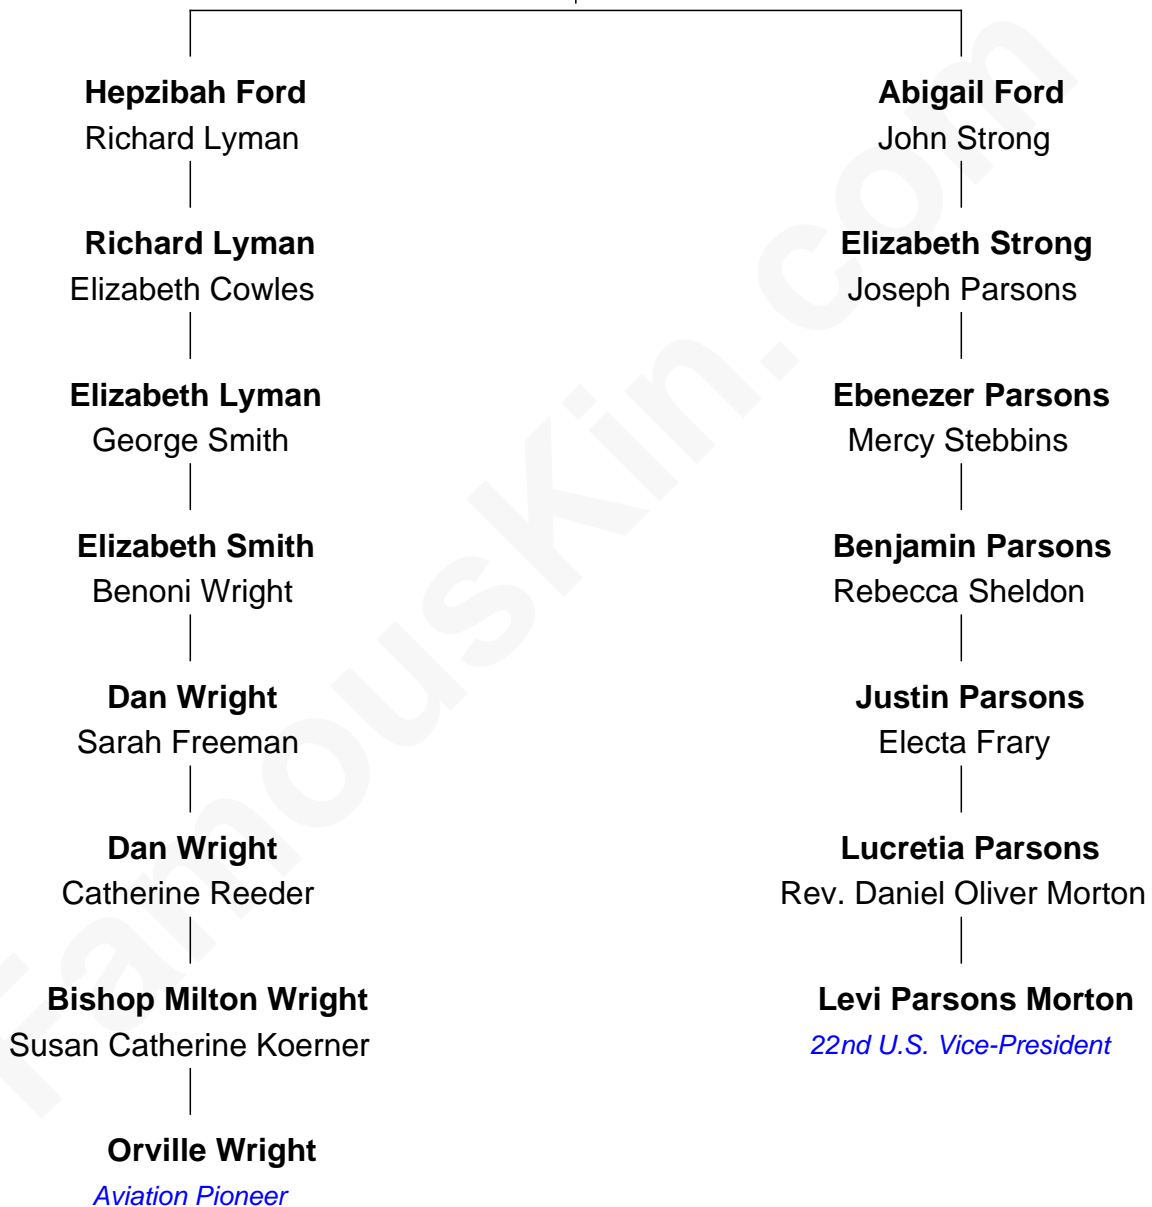 Hepzibah Ford
Richard Lyman
Abigail Ford
John Strong
Richard Lyman
Elizabeth Cowles
Elizabeth Strong
Joseph Parsons
Elizabeth Lyman
George Smith
Ebenezer Parsons
Mercy Stebbins
Elizabeth Smith
Benoni Wright
Benjamin Parsons
Rebecca Sheldon
Dan Wright
Sarah Freeman
Justin Parsons
Electa Frary
Dan Wright
Catherine Reeder
Lucretia Parsons
Rev. Daniel Oliver Morton
Bishop Milton Wright
Susan Catherine Koerner
Levi Parsons Morton
22nd U.S. Vice-President
Orville Wright
Aviation Pioneer
FamousKin.com